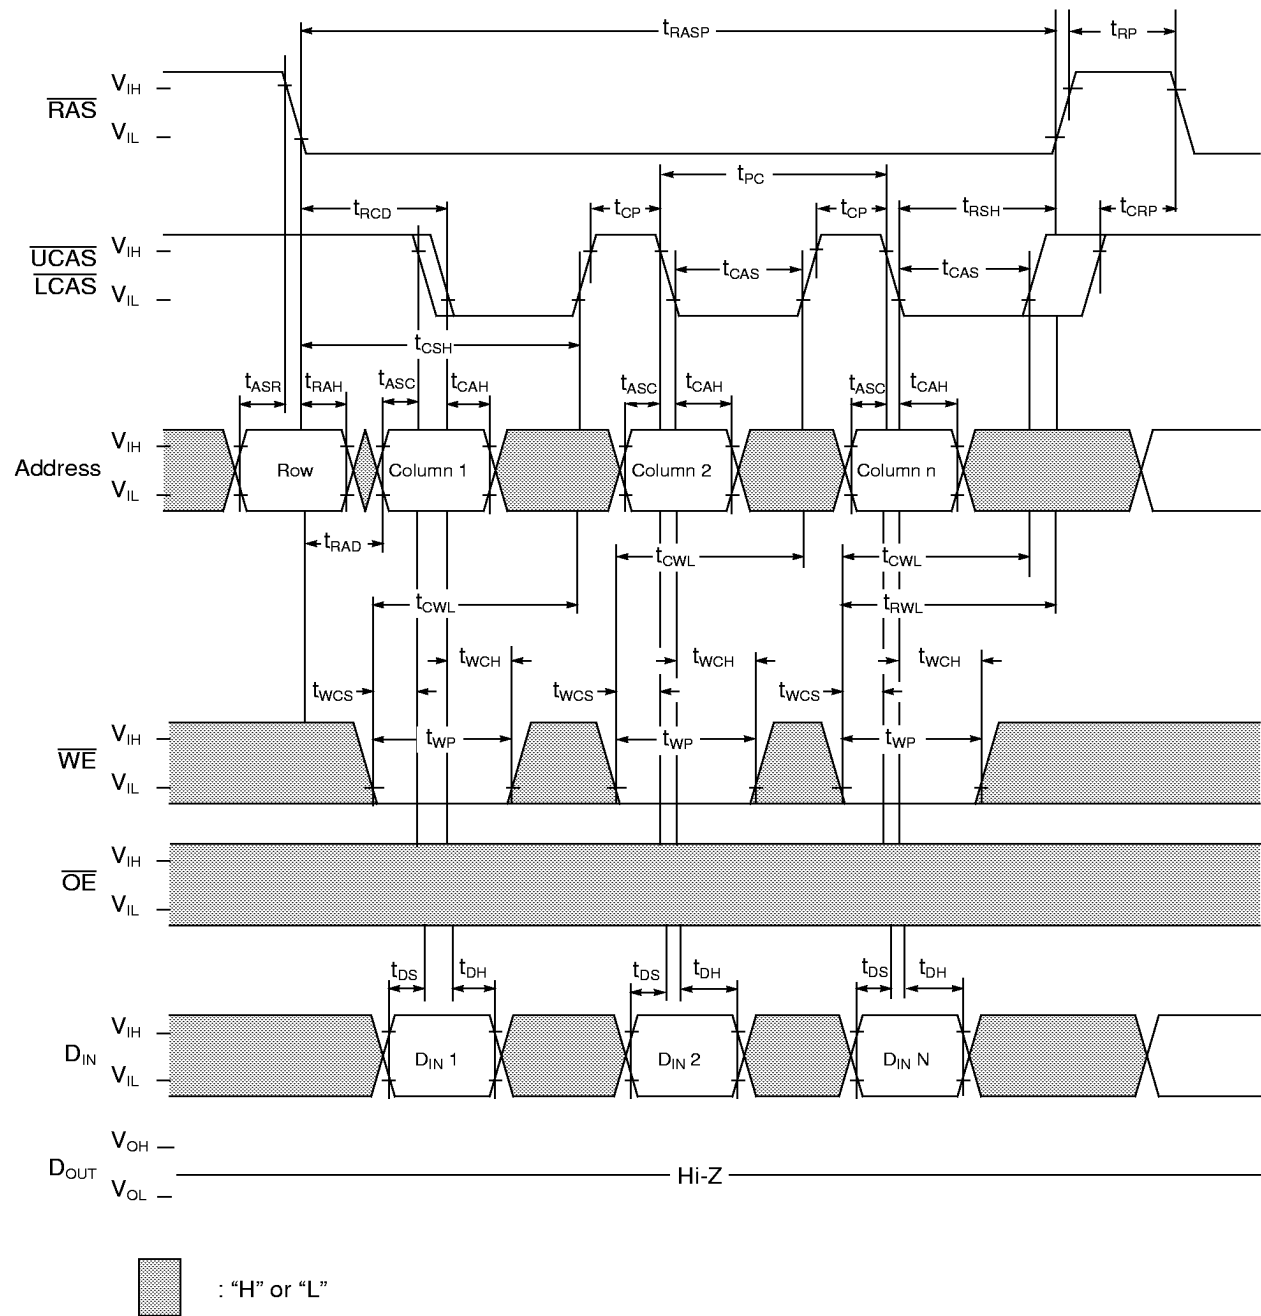 tRASP
tRP
RAS
VIH
VIL
tRCD
tCP
tPC
tCP
tRSH
tCRP
UCAS
LCAS
VIH
VIL
tCAS
tCAS
tCSH
tASR
tRAH
tASC
tCAH
tASC
tCAH
tASC
tCAH
Address
VIH
VIL
Row
Column 1
Column 2
Column n
tRAD
tCWL
tCWL
tCWL
tRWL
tWCH
tWCH
tWCH
tWCS
tWCS
tWCS
WE
VIH
VIL
tWP
tWP
tWP
OE
VIH
VIL
tDS
tDH
tDS
tDH
tDS
tDH
DIN
VIH
VIL
DIN 1
DIN 2
DIN N
DOUT
VOH
VOL
Hi-Z
: “H” or “L”